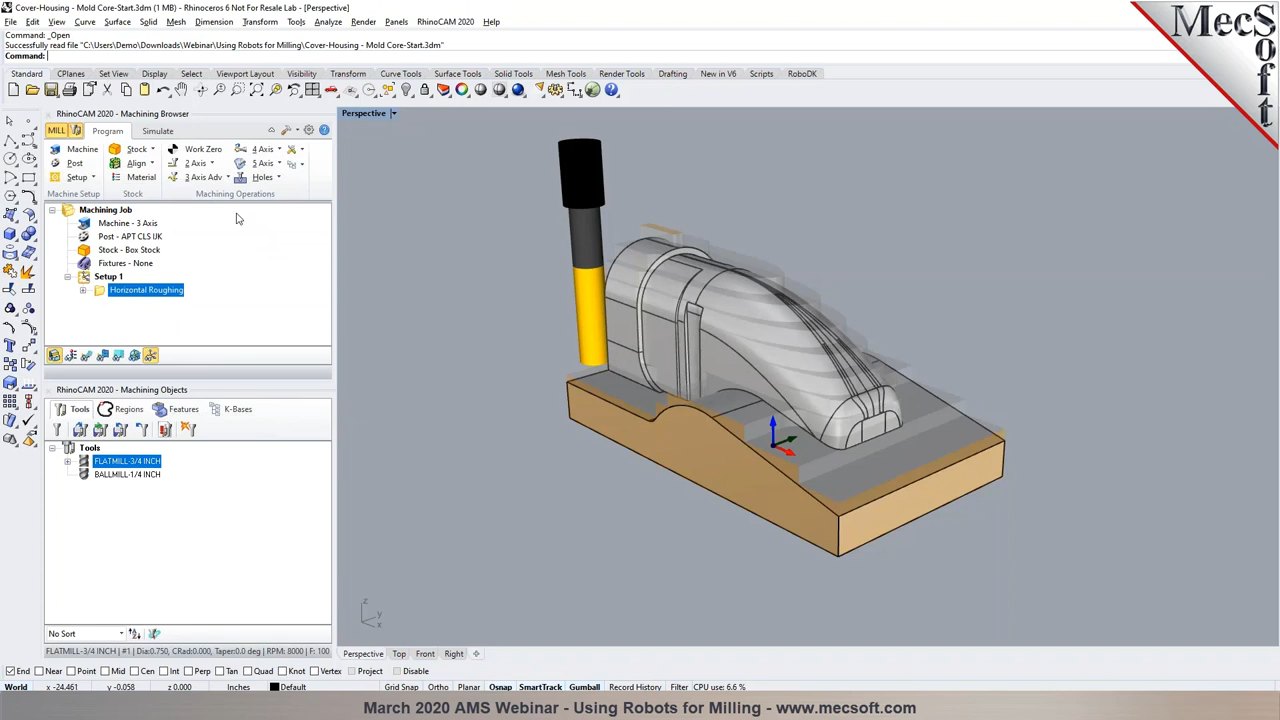 Cover-Housing - Mold Core-Start.3dm (1 MB) - Rhinoceros 6 Not For Resale Lab - [Perspective]
File Edit View Curve Surface Solid Mesh Dimension Transform Tools Analyze Render Panels RhinoCAM 2020 Help
Command: _Open
Successfully read file "C:\Users\Demo\Downloads\Webinar\Using Robots for Milling\Cover-Housing - Mold Core-Start.3dm"
Command:
Standard CPlanes Set View Display Select Viewport Layout Visibility Transform Curve Tools Surface Tools Solid Tools Mesh Tools Render Tools Drafting New in V6 Scripts RoboDK
RhinoCAM 2020 - Machining Browser
MILL Program Simulate
Machine Stock Work Zero 4 Axis
Post Align 2 Axis 5 Axis
Setup Material 3 Axis Adv Holes
Machine Setup Stock Machining Operations
Machining Job
Machine - 3 Axis
Post - APT CLS IJK
Stock - Box Stock
Fixtures - None
Setup 1
Horizontal Roughing
RhinoCAM 2020 - Machining Objects
Tools Regions Features K-Bases
Tools
FLATMILL-3/4 INCH
BALLMILL-1/4 INCH
No Sort
FLATMILL-3/4 INCH | #1 | Dia:0.750, CRad:0.000, Taper:0.0 deg | RPM: 8000 | F: 100
Perspective
z
y
x
Perspective Top Front Right
End Near Point Mid Cen Int Perp Tan Quad Knot Vertex Project Disable
World x -24.461 y -0.058 z 0.000 Inches Default Grid Snap Ortho Planar Osnap SmartTrack Gumball Record History Filter CPU use: 6.6 %
MecSoft
March 2020 AMS Webinar - Using Robots for Milling - www.mecsoft.com